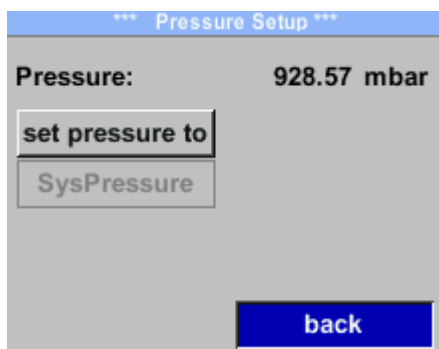 *** Pressure Setup ***
Pressure: 928.57 mbar
set pressure to
SysPressure
back